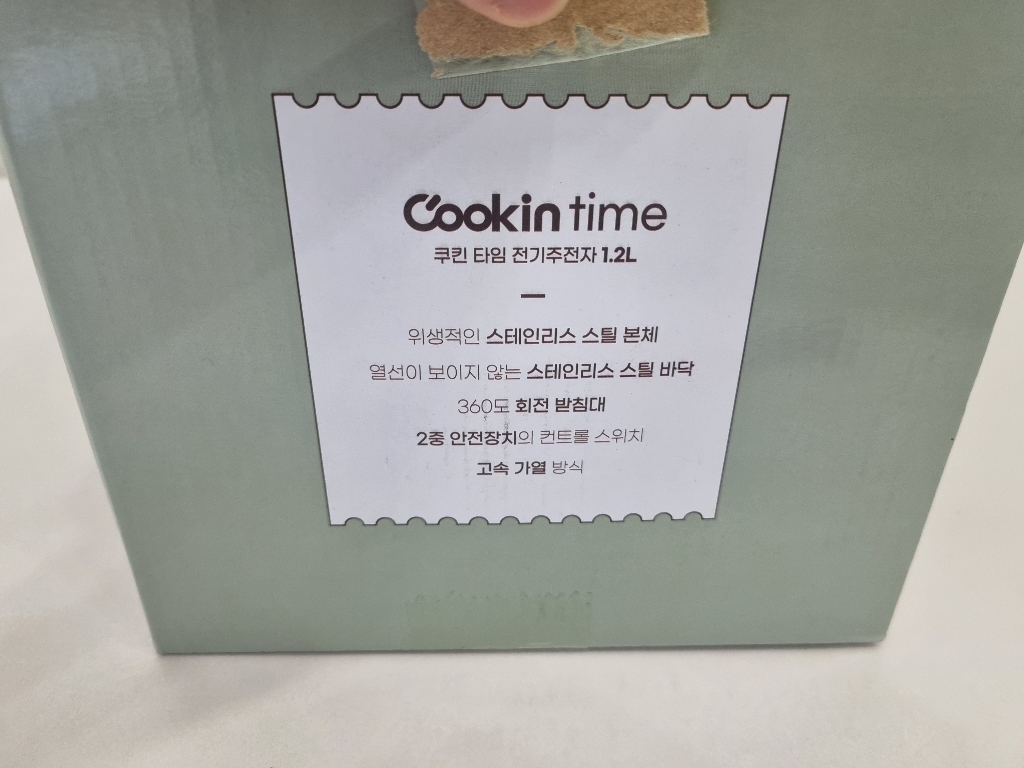 Cookin time
쿠킨 타임 전기주전자 1.2L
위생적인 스테인리스 스틸 본체
열선이 보이지 않는 스테인리스 스틸 바닥
360도 회전 받침대
2중 안전장치의 컨트롤 스위치
고속 가열 방식